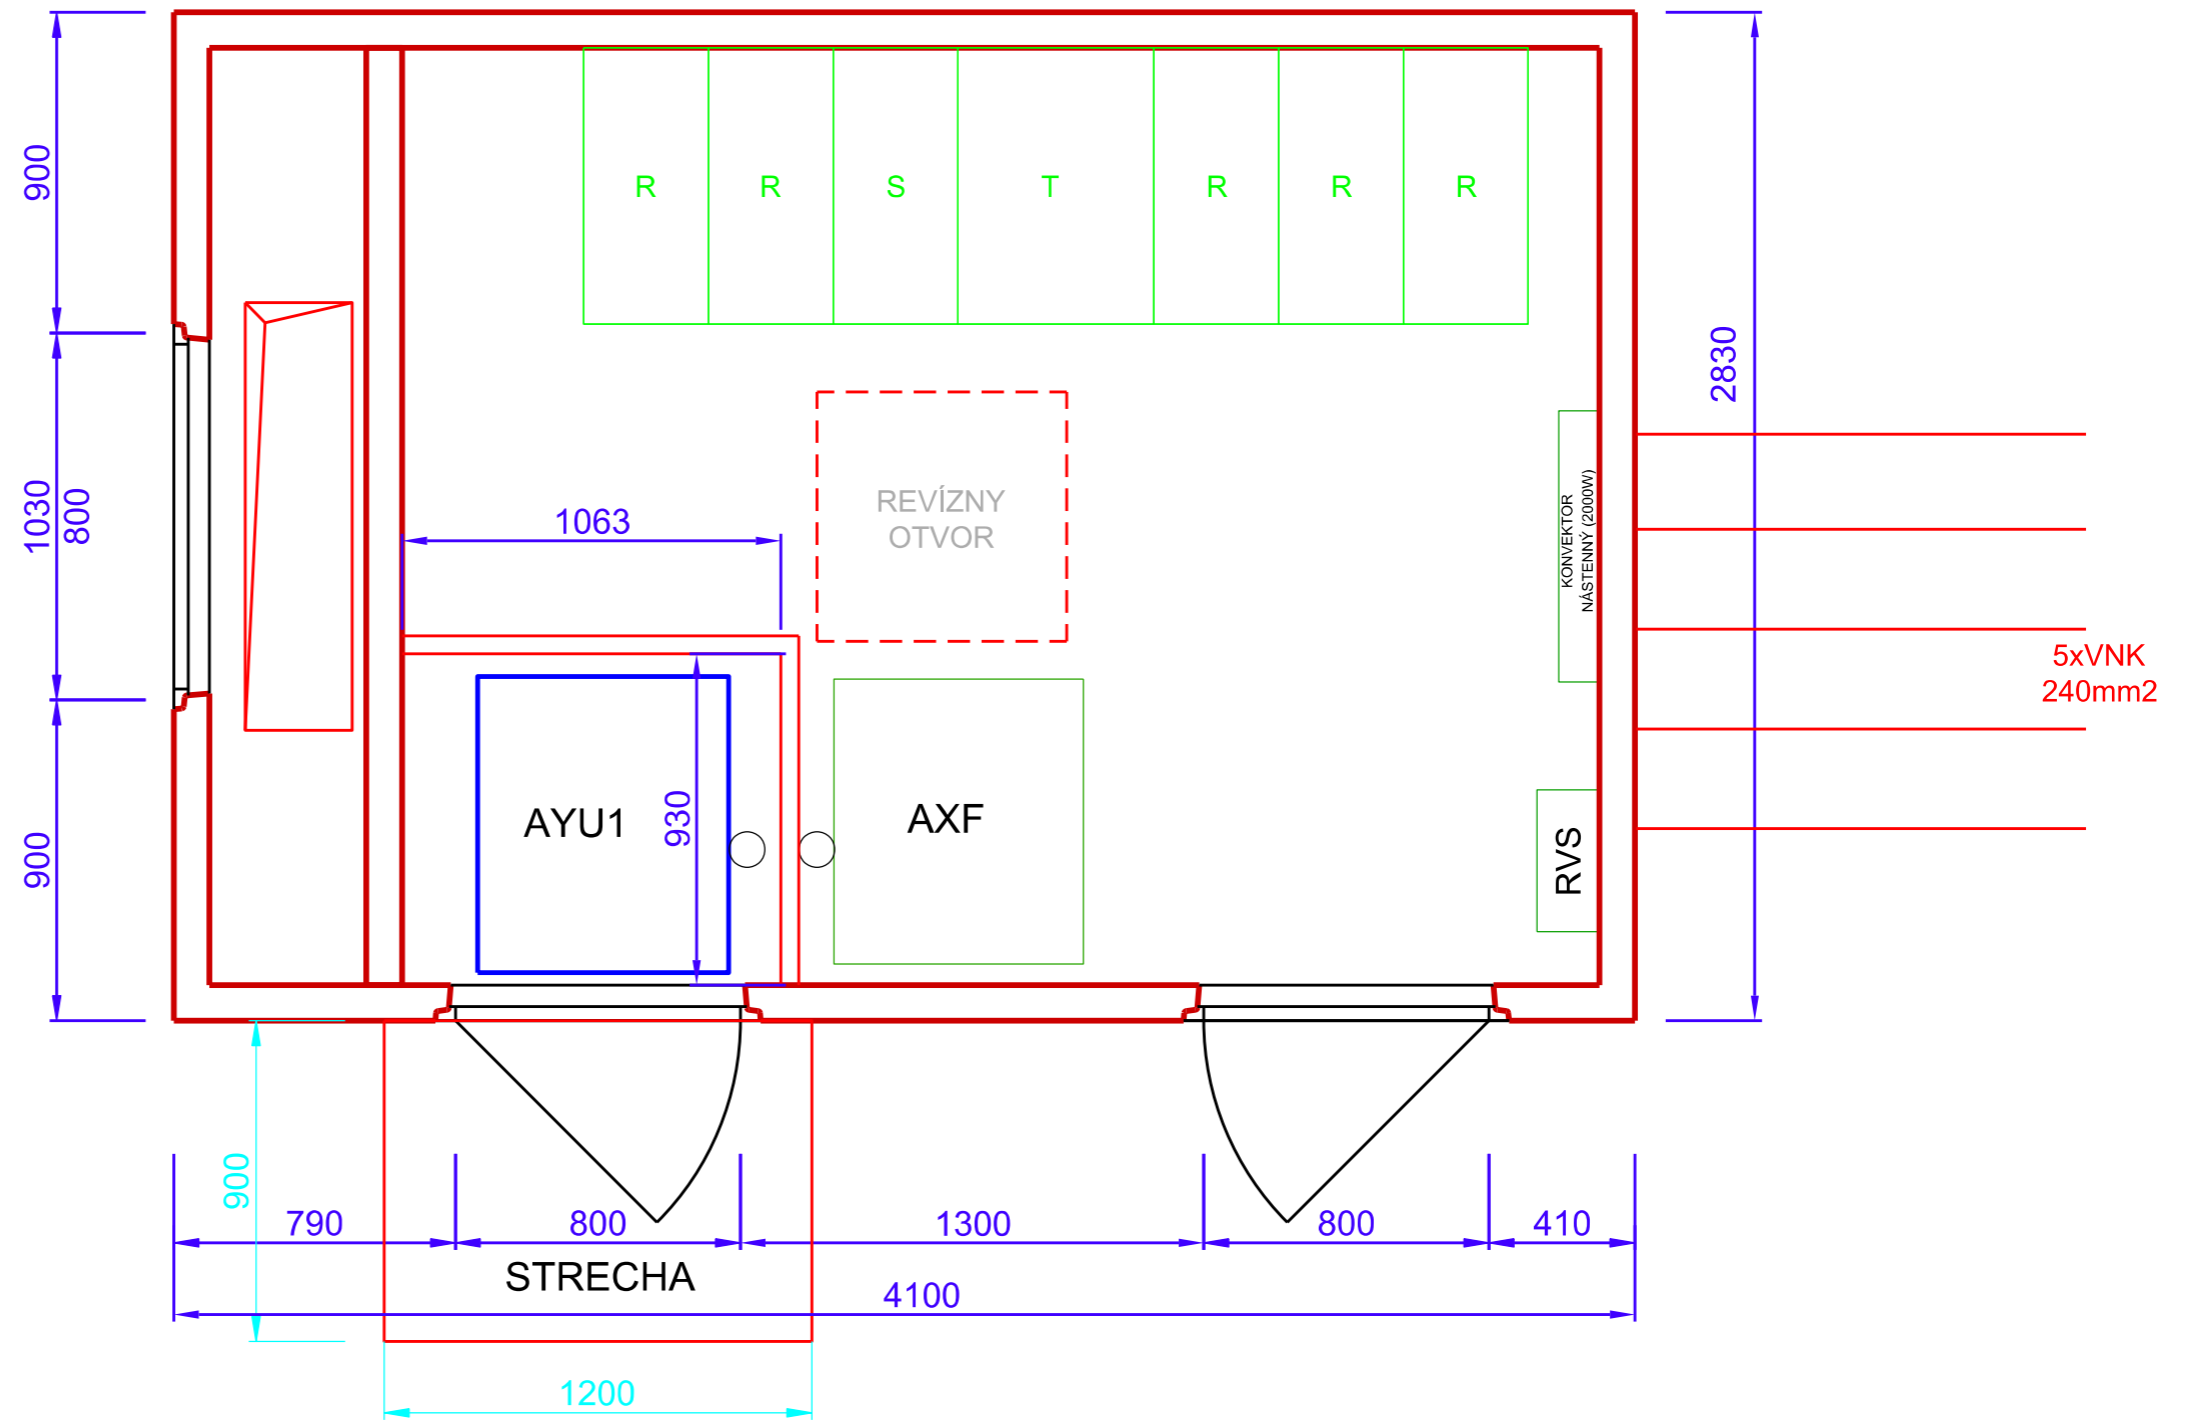 900
R
R
S
T
R
R
R
2830
1030
800
1063
REVÍZNY
OTVOR
KONVEKTOR
NÁSTENNÝ (2000W)
5xVNK
240mm2
900
AYU1
930
AXF
RVS
900
790
800
1300
800
410
STRECHA
4100
1200